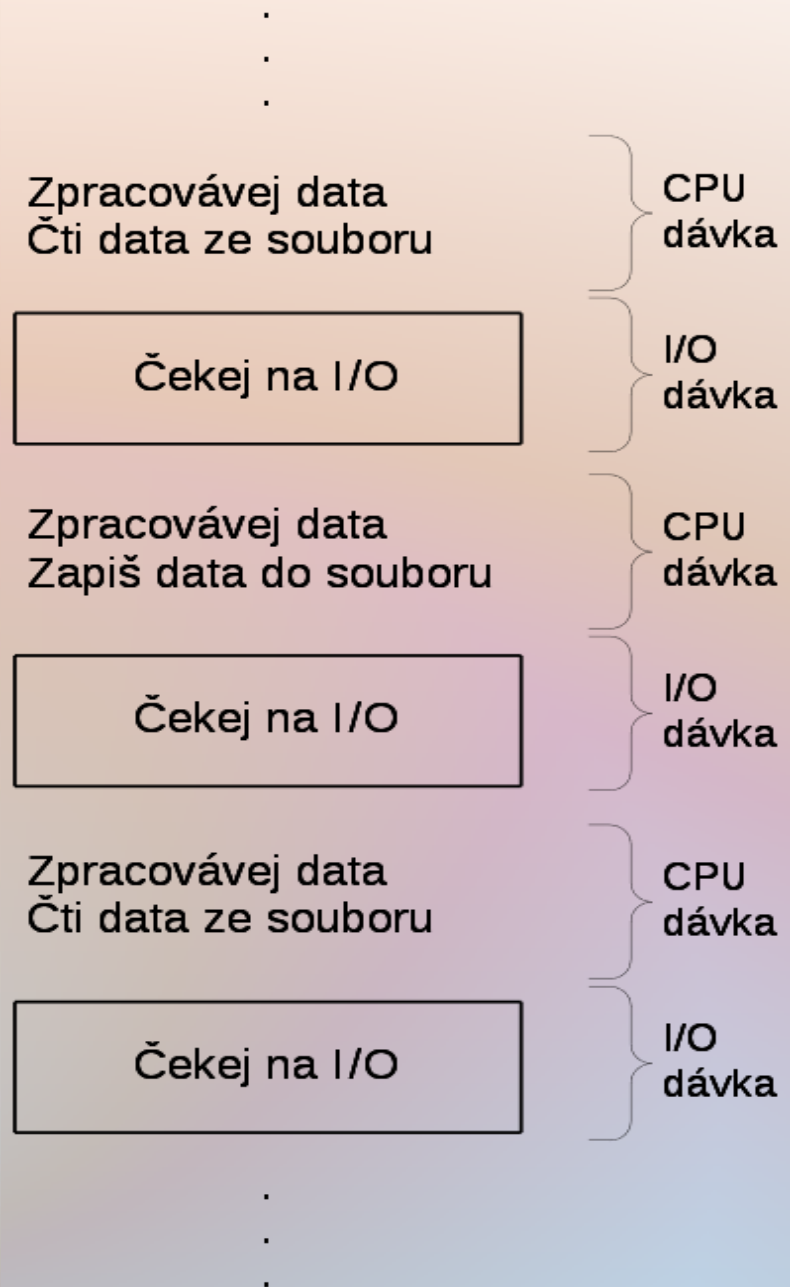 .
.
.
Zpracovávej data
Čti data ze souboru
CPU
dávka
Čekej na I/O
I/O
dávka
Zpracovávej data
Zapiš data do souboru
CPU
dávka
Čekej na I/O
I/O
dávka
Zpracovávej data
Čti data ze souboru
CPU
dávka
Čekej na I/O
I/O
dávka
.
.
.